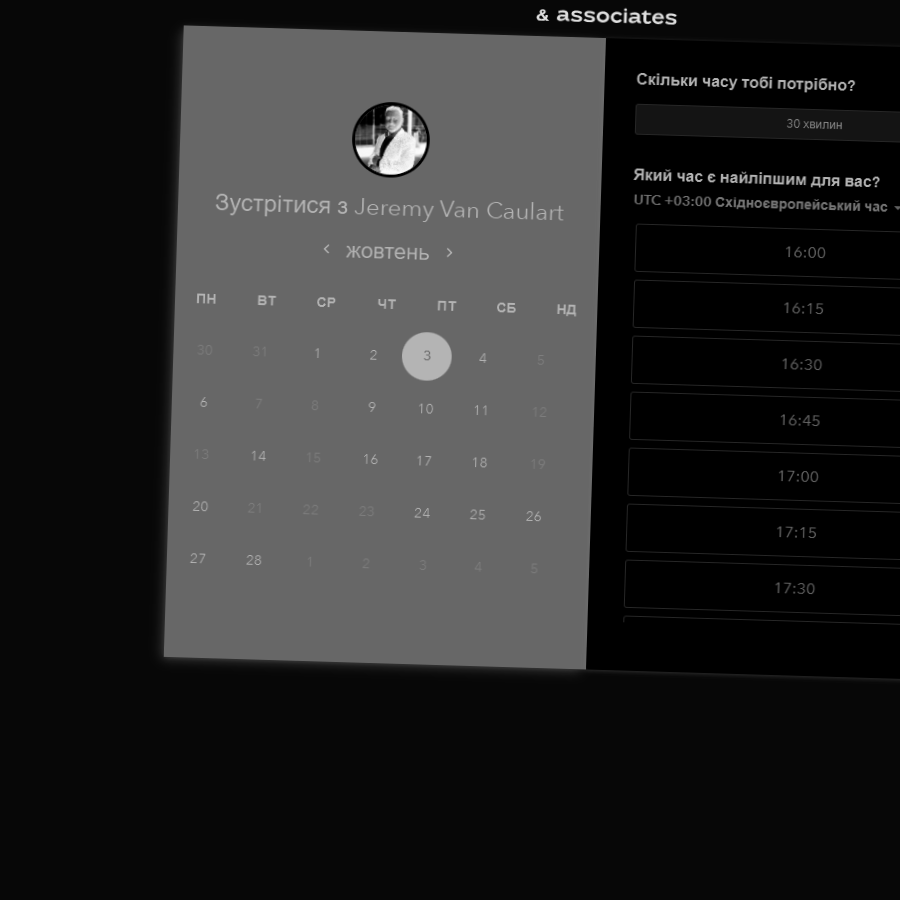 & associates
Зустрітися з Jeremy Van Caulart
‹ жовтень ›
ПН ВТ СР ЧТ ПТ СБ НД
30 31 1 2 3 4 5
6 7 8 9 10 11 12
13 14 15 16 17 18 19
20 21 22 23 24 25 26
27 28 1 2 3 4 5
Скільки часу тобі потрібно?
30 хвилин
Який час є найліпшим для вас?
UTC +03:00 Східноєвропейський час
16:00
16:15
16:30
16:45
17:00
17:15
17:30